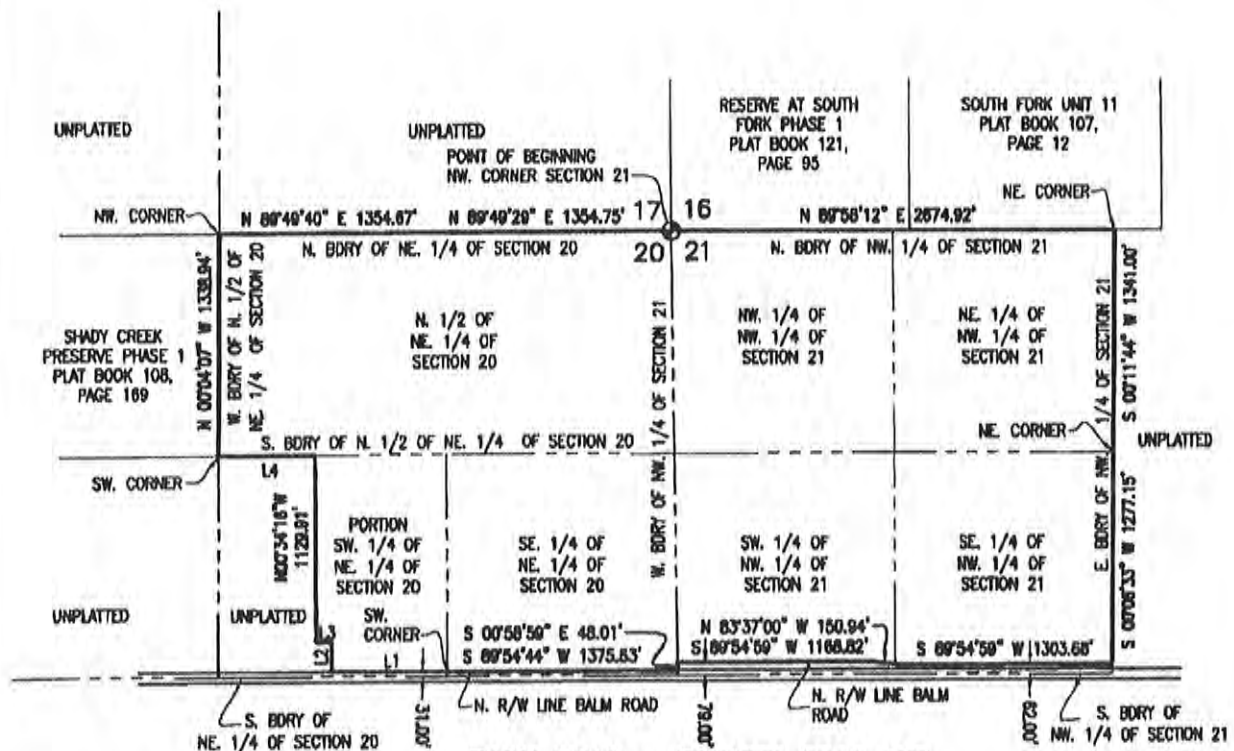 UNPLATTED
UNPLATTED
RESERVE AT SOUTH
FORK PHASE 1
PLAT BOOK 121,
PAGE 95
SOUTH FORK UNIT 11
PLAT BOOK 107,
PAGE 12
POINT OF BEGINNING
NW. CORNER SECTION 21
NE. CORNER
NW. CORNER
N 89°49'40" E 1354.67'
N 89°49'29" E 1354.75'
17 16
N 89°58'12" E 2674.92'
N. BDRY OF NE. 1/4 OF SECTION 20
20 21
N. BDRY OF NW. 1/4 OF SECTION 21
N 00°04'07" W 1338.94'
W. BDRY OF N. 1/2 OF
NE. 1/4 OF SECTION 20
SHADY CREEK
PRESERVE PHASE 1
PLAT BOOK 108,
PAGE 169
N. 1/2 OF
NE. 1/4 OF
SECTION 20
W. BDRY OF NW. 1/4 OF SECTION 21
NW. 1/4 OF
NW. 1/4 OF
SECTION 21
NE. 1/4 OF
NW. 1/4 OF
SECTION 21
E. BDRY OF NW. 1/4 OF SECTION 21
S 00°11'44" W 1341.00'
S. BDRY OF N. 1/2 OF NE. 1/4 OF SECTION 20
NE. CORNER
UNPLATTED
SW. CORNER
L4
N00°34'16"W
1129.91'
PORTION
SW. 1/4 OF
NE. 1/4 OF
SECTION 20
SE. 1/4 OF
NE. 1/4 OF
SECTION 20
SW. 1/4 OF
NW. 1/4 OF
SECTION 21
SE. 1/4 OF
NW. 1/4 OF
SECTION 21
S 00°06'33" W 1277.15'
UNPLATTED
UNPLATTED
L3
L2
L1
SW.
CORNER
S 00°58'59" E 48.01'
S 89°54'44" W 1375.83'
N 83°37'00" W 150.94'
S 89°54'59" W 1168.82'
S 89°54'59" W 1303.68'
S. BDRY OF
NE. 1/4 OF SECTION 20
31.00'
N. R/W LINE BALM ROAD
79.00'
N. R/W LINE BALM
ROAD
62.00'
S. BDRY OF
NW. 1/4 OF SECTION 21